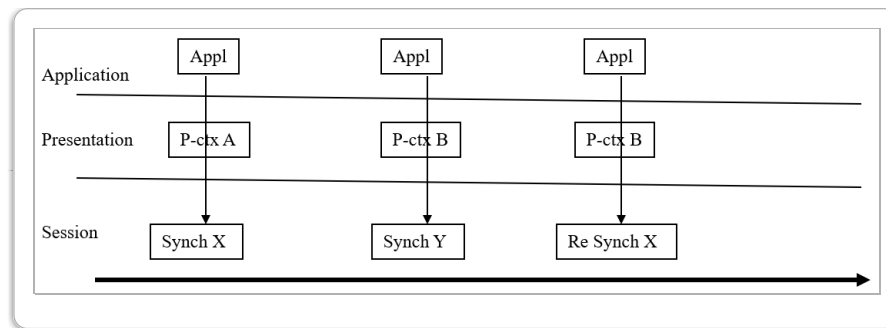 Appl Appl Appl
Application
P-ctx A P-ctx B P-ctx B
Presentation
Session
Synch X Synch Y Re Synch X